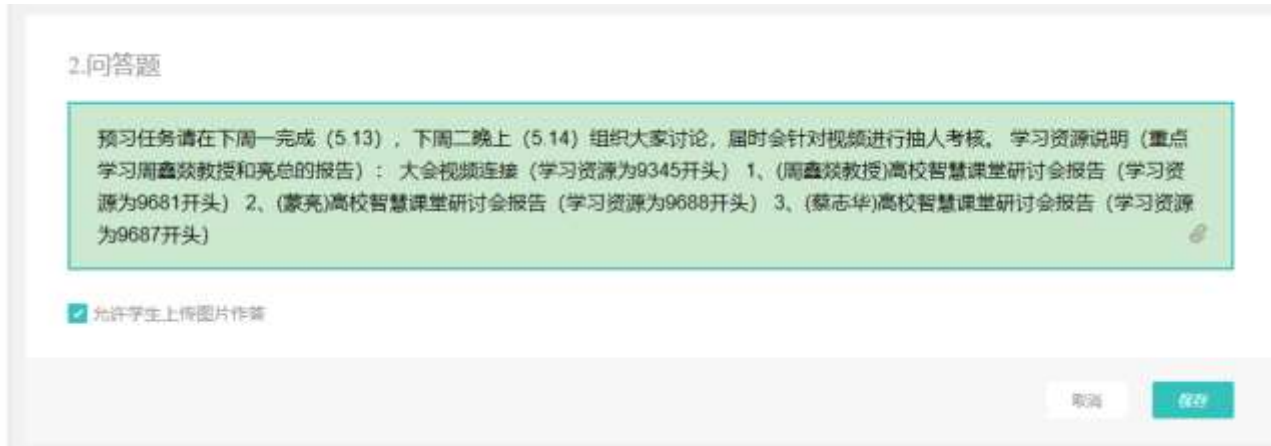 2.问答题
预习任务请在下周一完成（5.13），下周二晚上（5.14）组织大家讨论，届时会针对视频进行抽人考核。 学习资源说明（重点
学习周鑫燚教授和亮总的报告）： 大会视频连接（学习资源为9345开头） 1、(周鑫燚教授)高校智慧课堂研讨会报告（学习资
源为9681开头） 2、(蒙亮)高校智慧课堂研讨会报告（学习资源为9688开头） 3、(蔡志华)高校智慧课堂研讨会报告（学习资源
为9687开头）
允许学生上传图片作答
取消
保存